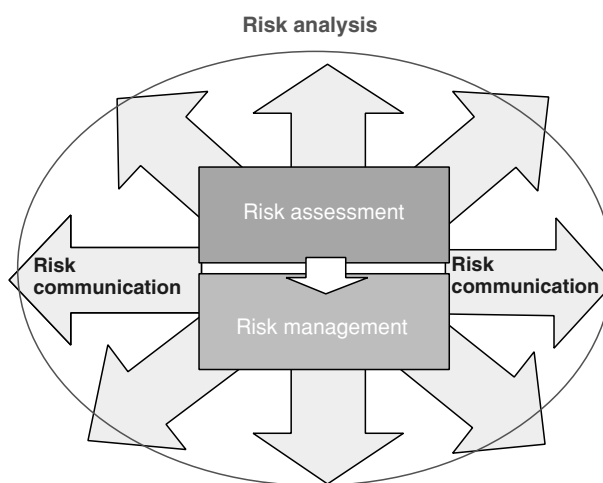 Risk analysis
Risk assessment
Risk
communication
Risk
communication
Risk management